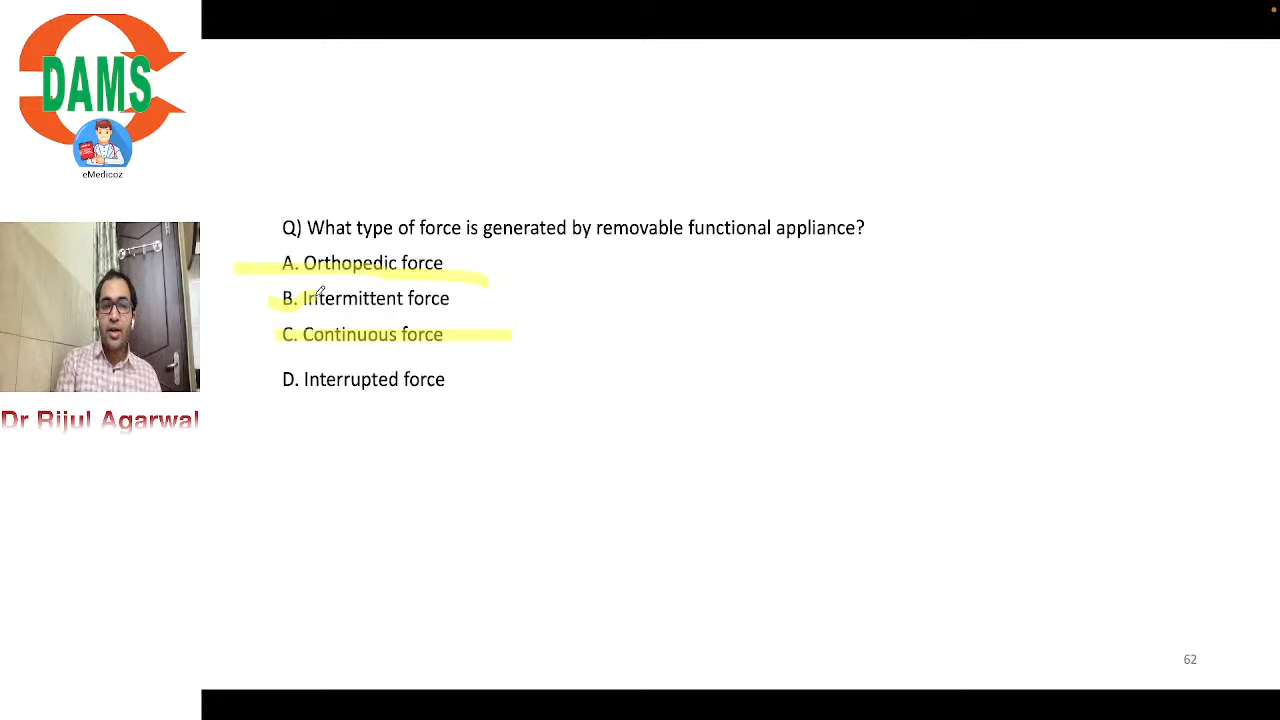 DAMS
eMedicoz
Dr Rijul Agarwal
Q) What type of force is generated by removable functional appliance?
A. Orthopedic force
B. Intermittent force
C. Continuous force
D. Interrupted force
62